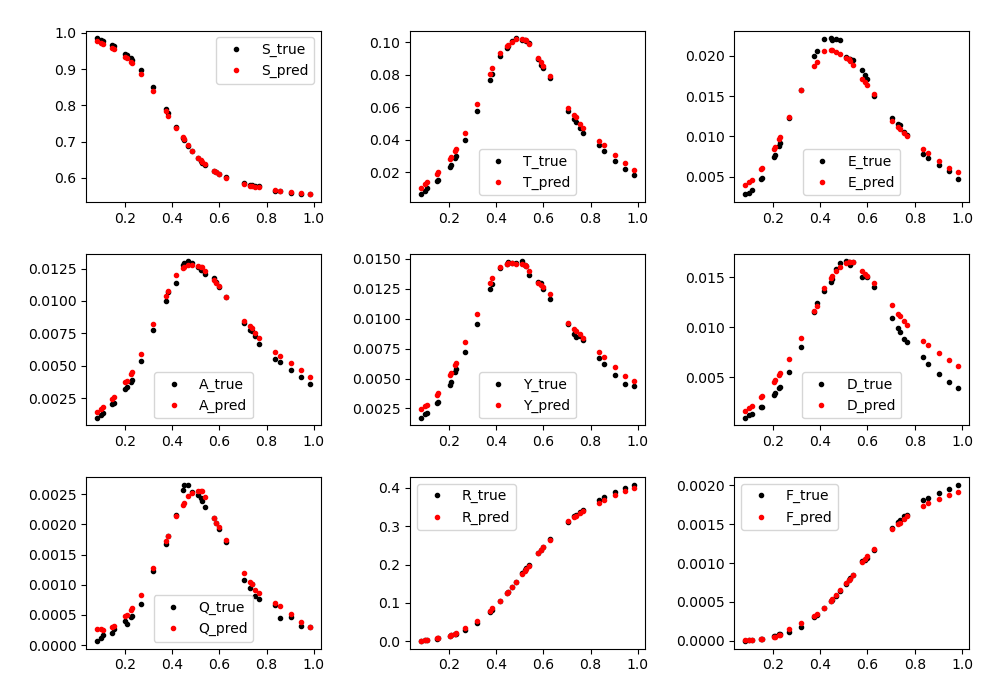 1.0
0.9
0.8
0.7
0.6
S_true
S_pred
0.2 0.4 0.6 0.8 1.0
0.10
0.08
0.06
0.04
0.02
T_true
T_pred
0.2 0.4 0.6 0.8 1.0
0.020
0.015
0.010
0.005
E_true
E_pred
0.2 0.4 0.6 0.8 1.0
0.0125
0.0100
0.0075
0.0050
0.0025
A_true
A_pred
0.2 0.4 0.6 0.8 1.0
0.0150
0.0125
0.0100
0.0075
0.0050
0.0025
Y_true
Y_pred
0.2 0.4 0.6 0.8 1.0
0.015
0.010
0.005
D_true
D_pred
0.2 0.4 0.6 0.8 1.0
0.0025
0.0020
0.0015
0.0010
0.0005
0.0000
Q_true
Q_pred
0.2 0.4 0.6 0.8 1.0
0.4
0.3
0.2
0.1
0.0
R_true
R_pred
0.2 0.4 0.6 0.8 1.0
0.0020
0.0015
0.0010
0.0005
0.0000
F_true
F_pred
0.2 0.4 0.6 0.8 1.0